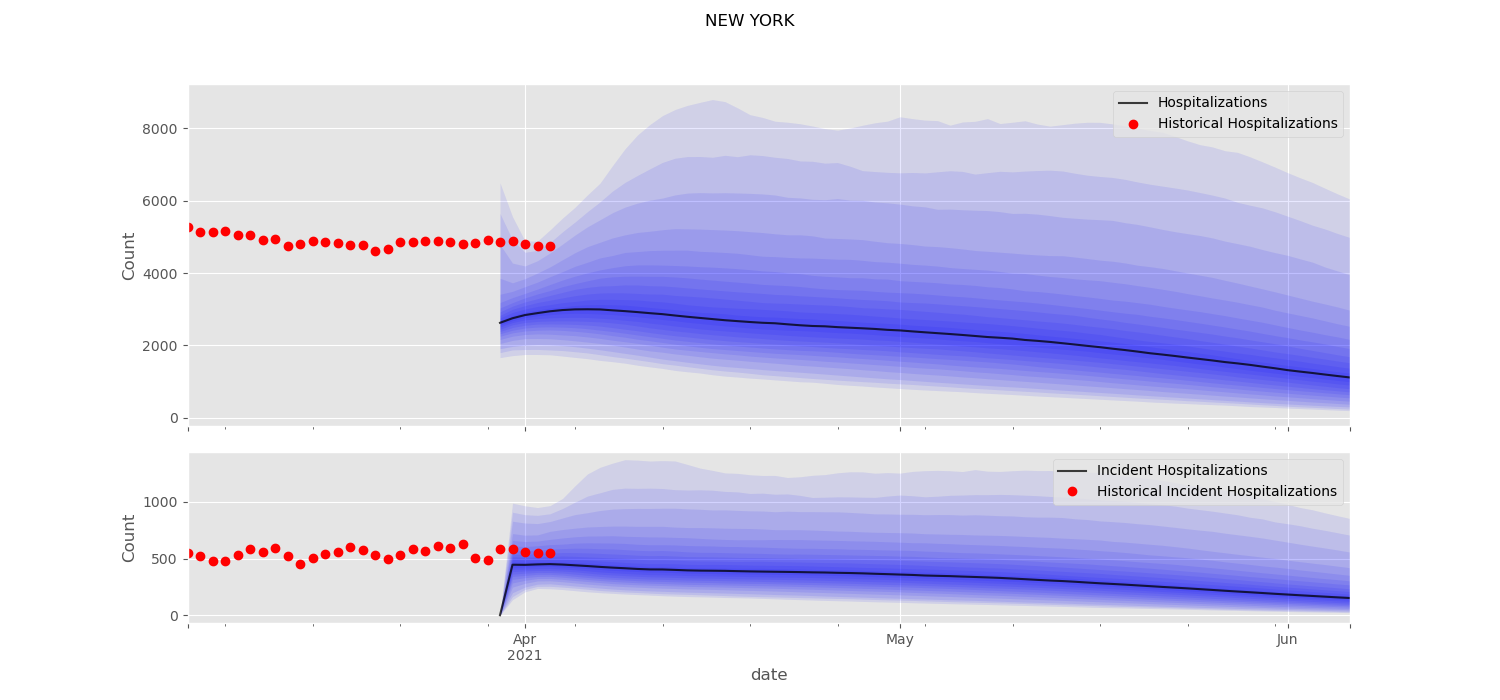 NEW YORK
Hospitalizations
Historical Hospitalizations
8000
6000
4000
2000
0
Count
Incident Hospitalizations
Historical Incident Hospitalizations
1000
500
0
Count
Apr
2021
May
Jun
date